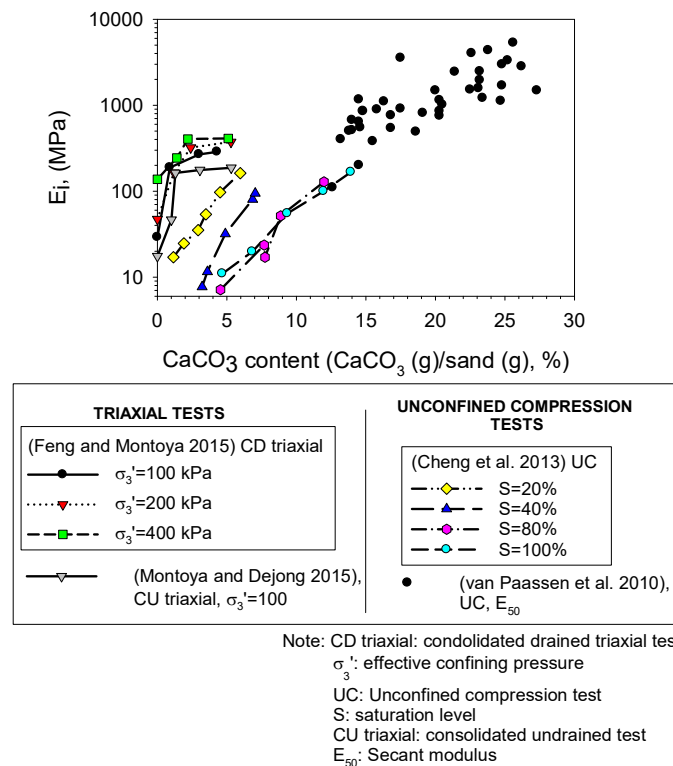 10000
1000
100
10
E_i, (MPa)
0 5 10 15 20 25 30
CaCO3 content (CaCO₃ (g)/sand (g), %)
TRIAXIAL TESTS
(Feng and Montoya 2015) CD triaxial
σ₃'=100 kPa
σ₃'=200 kPa
σ₃'=400 kPa
(Montoya and Dejong 2015),
CU triaxial, σ₃'=100
UNCONFINED COMPRESSION
TESTS
(Cheng et al. 2013) UC
S=20%
S=40%
S=80%
S=100%
(van Paassen et al. 2010),
UC, E₅₀
Note: CD triaxial: condolidated drained triaxial tes
σ₃': effective confining pressure
UC: Unconfined compression test
S: saturation level
CU triaxial: consolidated undrained test
E₅₀: Secant modulus